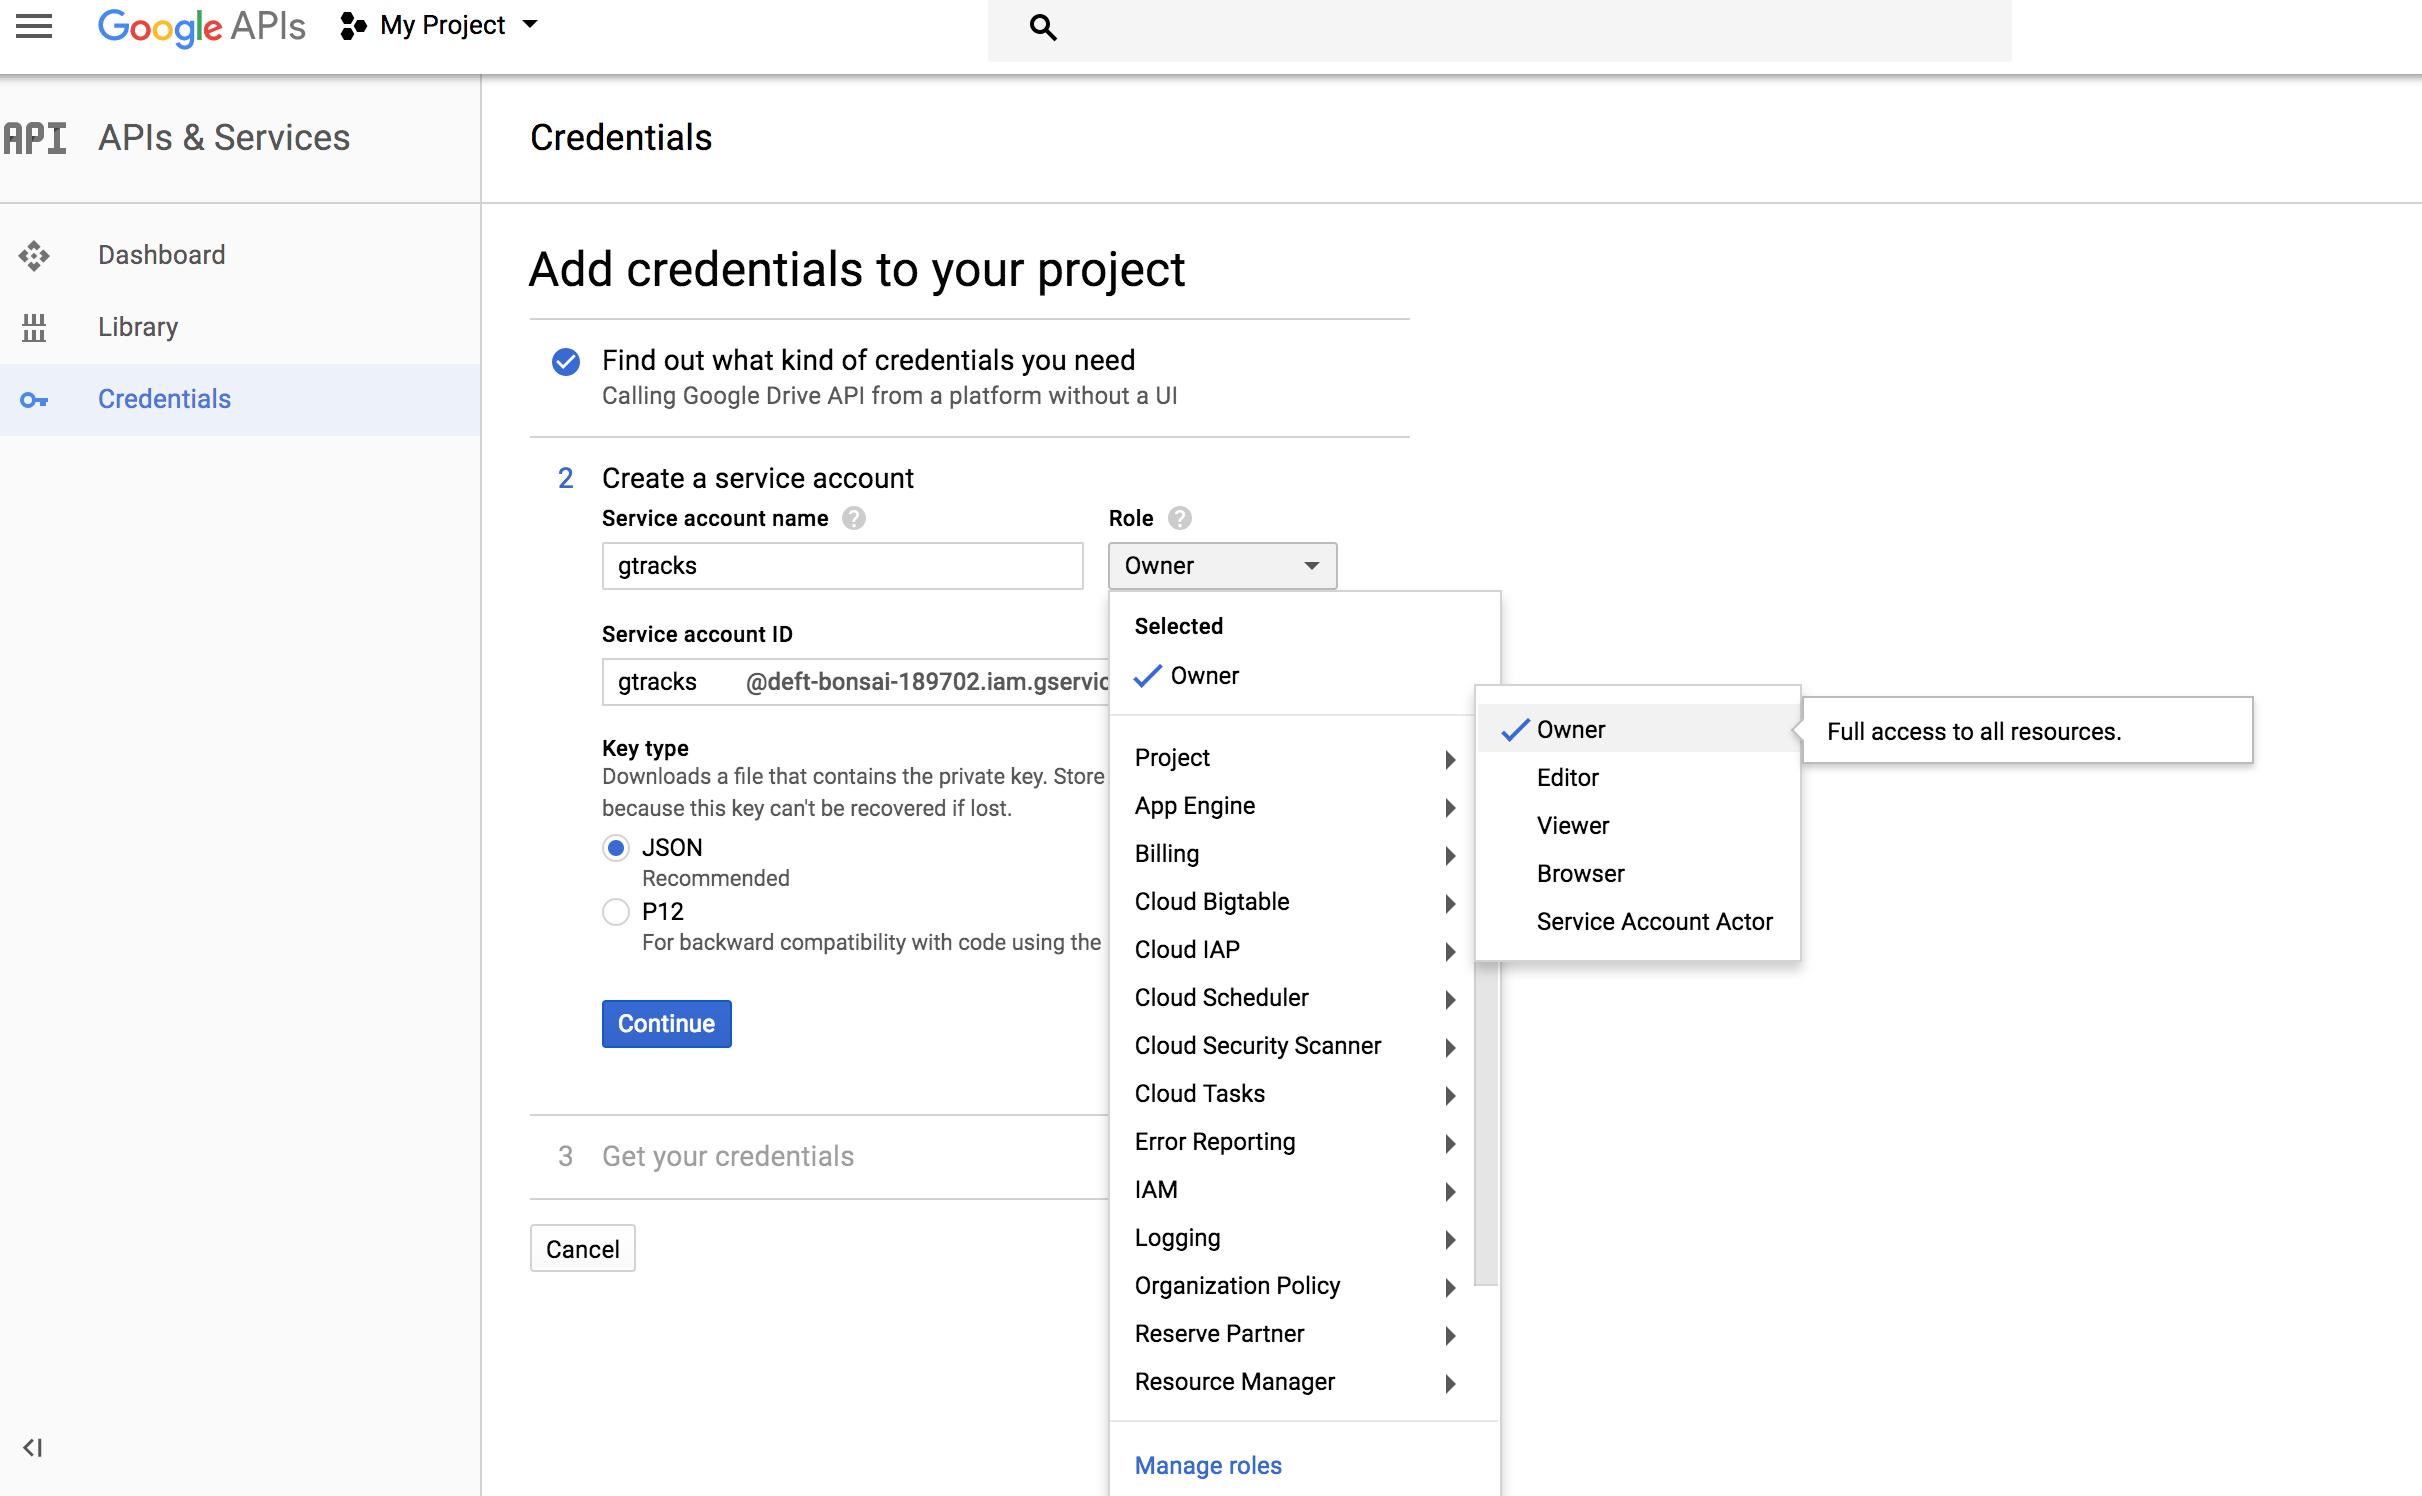 Google APIs
My Project
API
APIs & Services
Credentials
Dashboard
Library
Credentials
Add credentials to your project
Find out what kind of credentials you need
Calling Google Drive API from a platform without a UI
2 Create a service account
Service account name ?
Role ?
gtracks
Owner
Service account ID
gtracks @deft-bonsai-189702.iam.gservic
Key type
Downloads a file that contains the private key. Store
because this key can't be recovered if lost.
JSON
Recommended
P12
For backward compatibility with code using the
Continue
3 Get your credentials
Cancel
Selected
Owner
Project
App Engine
Billing
Cloud Bigtable
Cloud IAP
Cloud Scheduler
Cloud Security Scanner
Cloud Tasks
Error Reporting
IAM
Logging
Organization Policy
Reserve Partner
Resource Manager
Manage roles
Owner
Editor
Viewer
Browser
Service Account Actor
Full access to all resources.